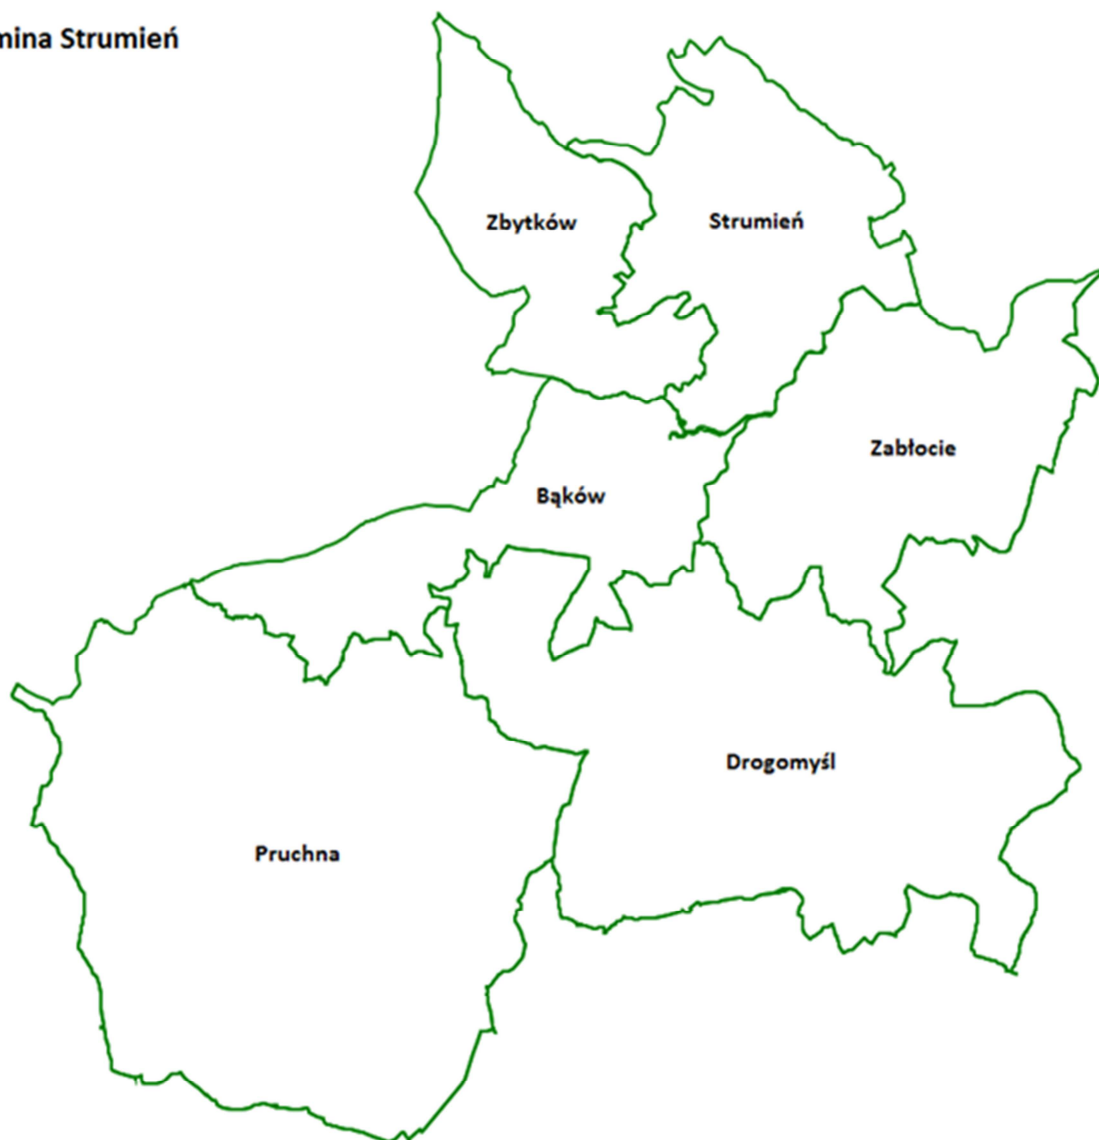 mina Strumień
Zbytków
Strumień
Zabłocie
Bąków
Drogomyśl
Pruchna